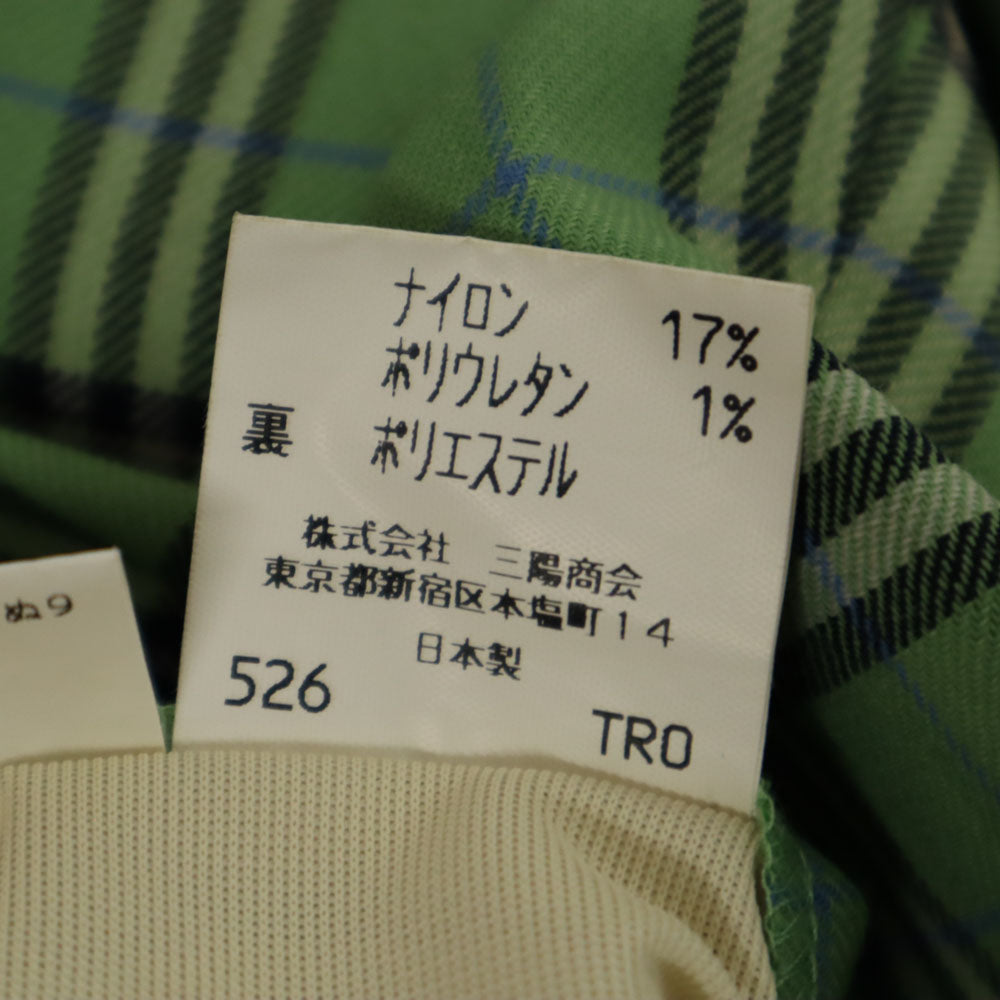 ナイロン 17%
ポリウレタン 1%
裏 ポリエステル
株式会社 三陽商会
東京都新宿区本塩町14
日本製
526 TRO
ぬ9